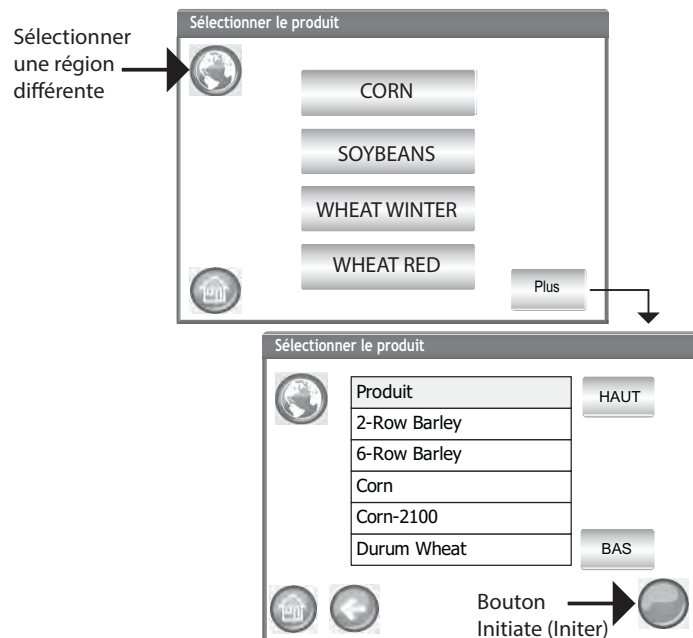 Sélectionner le produit
Sélectionner
une région
différente
CORN
SOYBEANS
WHEAT WINTER
WHEAT RED
Plus
Sélectionner le produit
Produit
HAUT
2-Row Barley
6-Row Barley
Corn
Corn-2100
Durum Wheat
BAS
Bouton
Initiate (Initer)